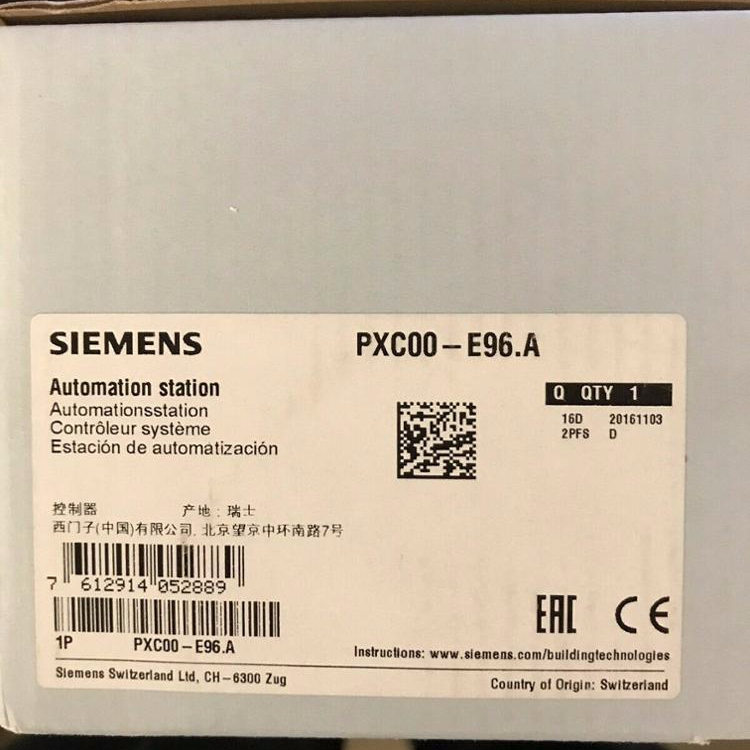 SIEMENS
PXC00-E96.A
Automation station
Automationsstation
Contrôleur système
Estación de automatización
Q QTY 1
16D 20161103
2PFS D
控制器 产地: 瑞士
西门子(中国)有限公司. 北京望京中环南路7号
7 612914 052889
1P PXC00-E96.A
EAC CE
Instructions: www.siemens.com/buildingtechnologies
Siemens Switzerland Ltd, CH-6300 Zug
Country of Origin: Switzerland